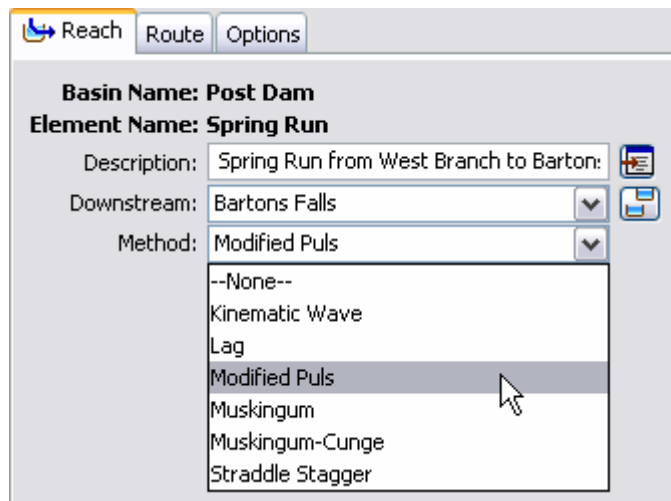 Reach Route Options
Basin Name: Post Dam
Element Name: Spring Run
Description: Spring Run from West Branch to Bartons
Downstream: Bartons Falls
Method: Modified Puls
--None--
Kinematic Wave
Lag
Modified Puls
Muskingum
Muskingum-Cunge
Straddle Stagger